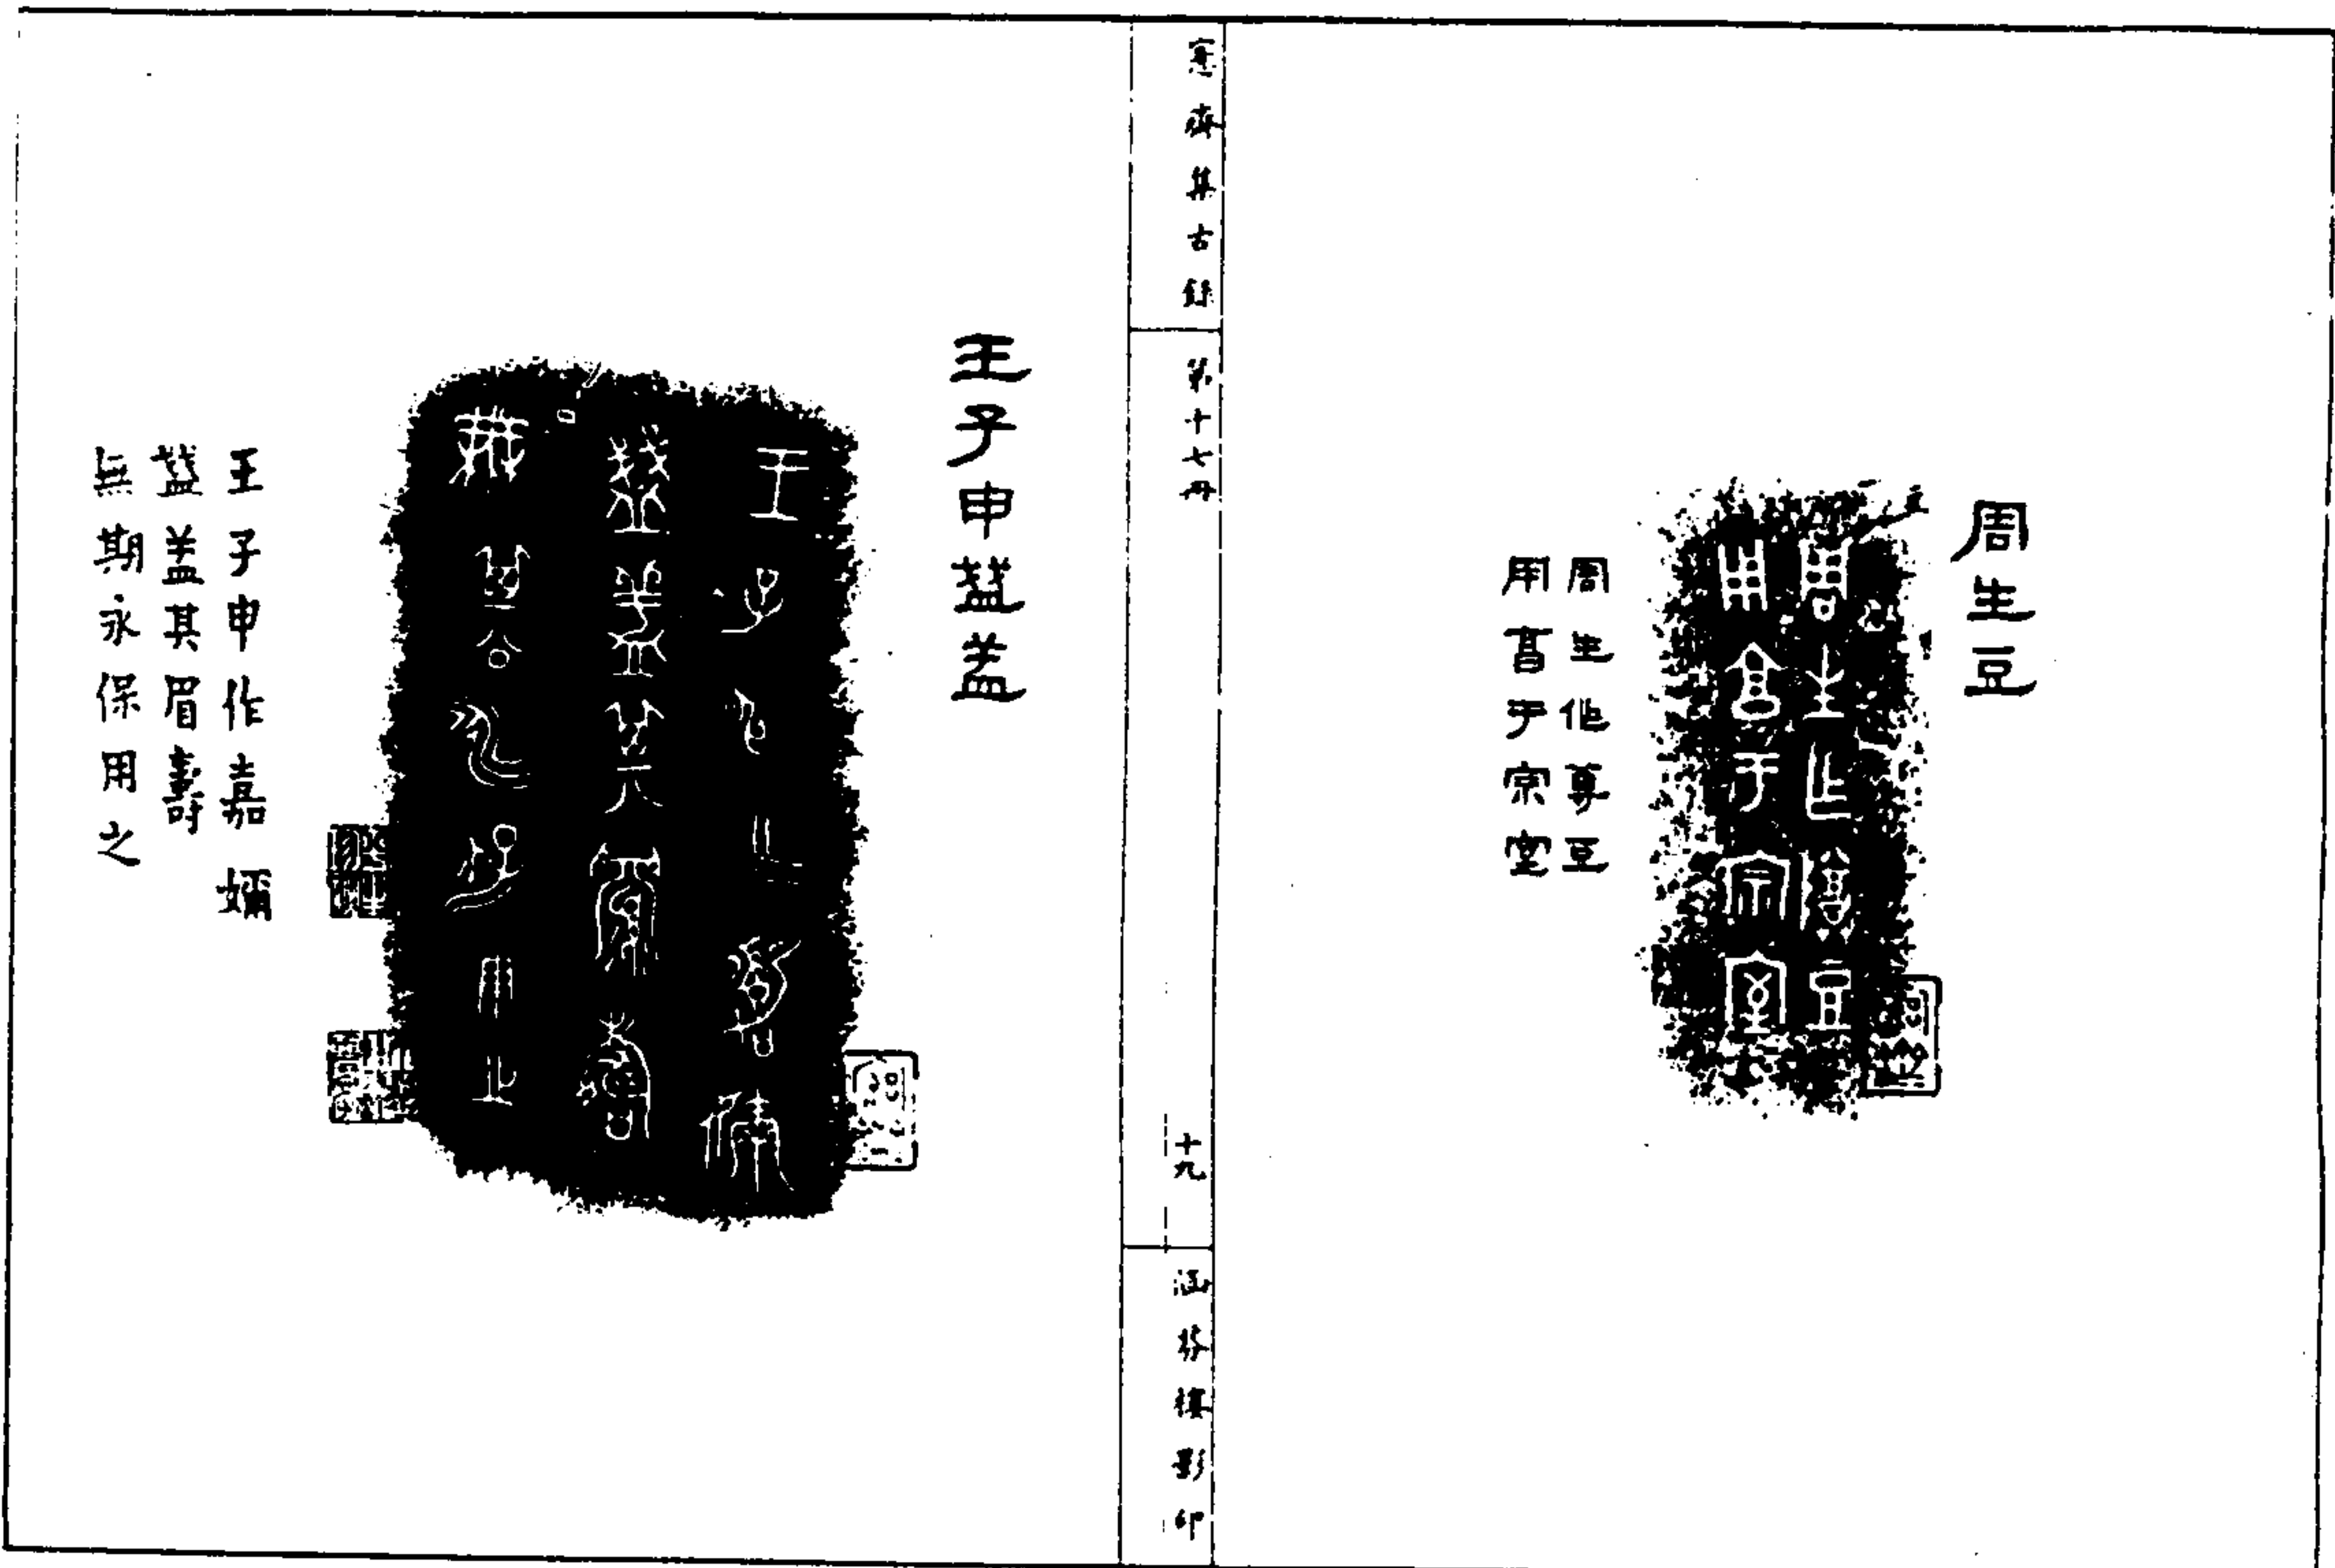 周生豆
周生作尊豆
用亯于宗室
愙齋集古錄
第十七冊
十九
涵芬樓影印
王子申盞盖
王子申作嘉嬭
盞盖其眉壽
無期永保用之